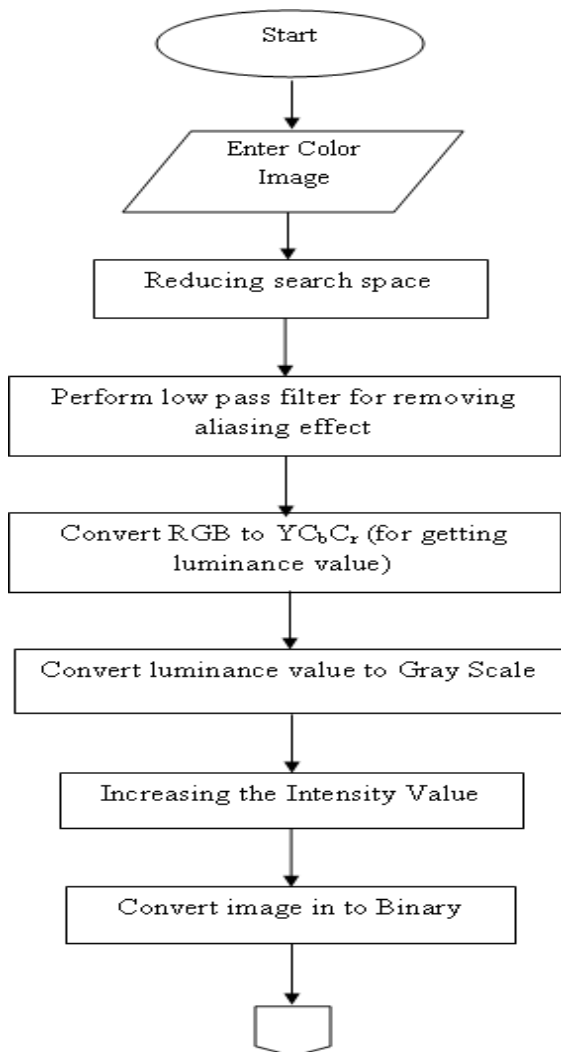 Start
Enter Color
Image
Reducing search space
Perform low pass filter for removing
aliasing effect
Convert RGB to YCbCr (for getting
luminance value)
Convert luminance value to Gray Scale
Increasing the Intensity Value
Convert image in to Binary